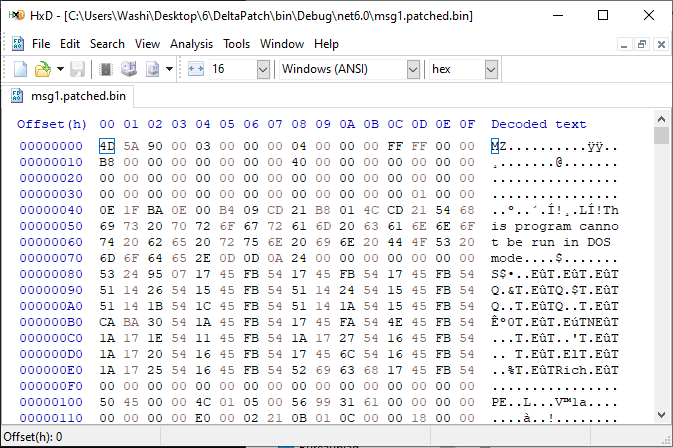 HxD - [C:\Users\Washi\Desktop\6\DeltaPatch\bin\Debug\net6.0\msg1.patched.bin]
File Edit Search View Analysis Tools Window Help
16 Windows (ANSI) hex
msg1.patched.bin
Offset(h) 00 01 02 03 04 05 06 07 08 09 0A 0B 0C 0D 0E 0F Decoded text
00000000 4D 5A 90 00 03 00 00 00 04 00 00 00 FF FF 00 00 MZ..........ÿÿ..
00000010 B8 00 00 00 00 00 00 00 40 00 00 00 00 00 00 00 ¸.......@.......
00000020 00 00 00 00 00 00 00 00 00 00 00 00 00 00 00 00 ................
00000030 00 00 00 00 00 00 00 00 00 00 00 00 00 01 00 00 ................
00000040 0E 1F BA 0E 00 B4 09 CD 21 B8 01 4C CD 21 54 68 ..º..´.Í!¸.LÍ!Th
00000050 69 73 20 70 72 6F 67 72 61 6D 20 63 61 6E 6E 6F is program canno
00000060 74 20 62 65 20 72 75 6E 20 69 6E 20 44 4F 53 20 t be run in DOS
00000070 6D 6F 64 65 2E 0D 0D 0A 24 00 00 00 00 00 00 00 mode....$.......
00000080 53 24 95 07 17 45 FB 54 17 45 FB 54 17 45 FB 54 S$•..EûT.EûT.EûT
00000090 51 14 26 54 15 45 FB 54 51 14 24 54 15 45 FB 54 Q.&T.EûTQ.$T.EûT
000000A0 51 14 1B 54 1C 45 FB 54 51 14 1A 54 15 45 FB 54 Q..T.EûTQ..T.EûT
000000B0 CA BA 30 54 1A 45 FB 54 17 45 FA 54 4E 45 FB 54 Êº0T.EûT.EúTNEûT
000000C0 1A 17 1E 54 11 45 FB 54 1A 17 27 54 16 45 FB 54 ...T.EûT..'T.EûT
000000D0 1A 17 20 54 16 45 FB 54 17 45 6C 54 16 45 FB 54 .. T.EûT.ElT.EûT
000000E0 1A 17 25 54 16 45 FB 54 52 69 63 68 17 45 FB 54 ..%T.EûTRich.EûT
000000F0 00 00 00 00 00 00 00 00 00 00 00 00 00 00 00 00 ................
00000100 50 45 00 00 4C 01 05 00 56 99 31 61 00 00 00 00 PE..L...V™1a....
00000110 00 00 00 00 E0 00 02 21 0B 01 0C 00 00 18 00 00 ....à..!........
Offset(h): 0